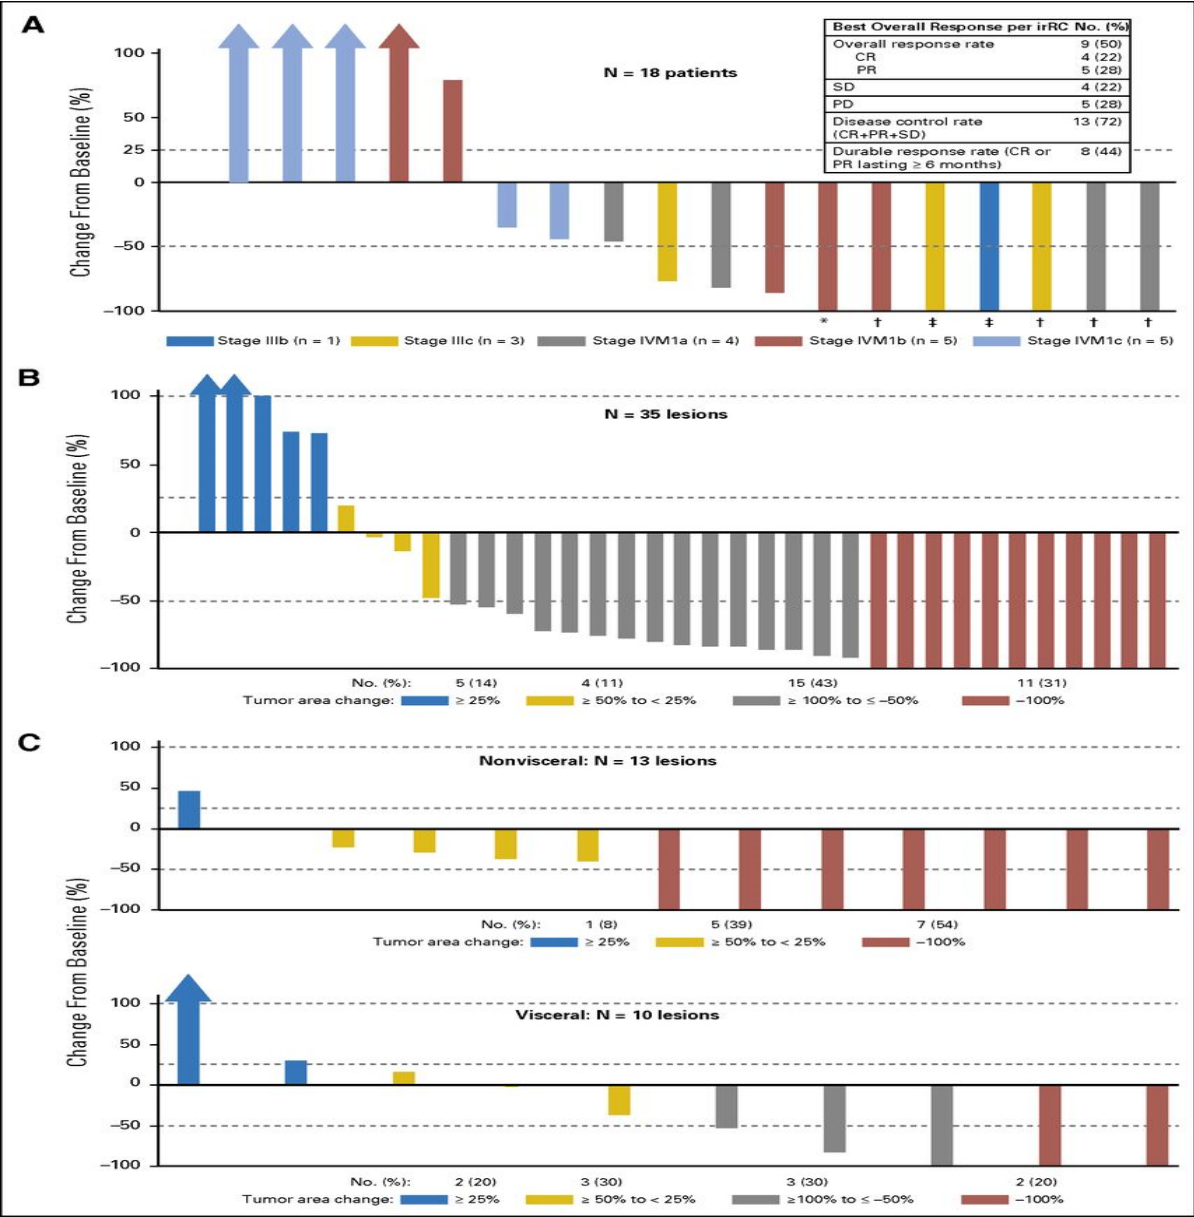 A
Change From Baseline (%)
100
50
25
0
−50
−100
N = 18 patients
Best Overall Response per irRC No. (%)
Overall response rate 9 (50)
CR 4 (22)
PR 5 (28)
SD 4 (22)
PD 5 (28)
Disease control rate 13 (72)
(CR+PR+SD)
Durable response rate (CR or 8 (44)
PR lasting ≥ 6 months)
* † ‡ ‡ † † †
Stage IIIb (n = 1) Stage IIIc (n = 3) Stage IVM1a (n = 4) Stage IVM1b (n = 5) Stage IVM1c (n = 5)
B
Change From Baseline (%)
100
50
0
−50
−100
N = 35 lesions
No. (%): 5 (14) 4 (11) 15 (43) 11 (31)
Tumor area change: ≥ 25% ≥ 50% to < 25% ≥ 100% to ≤ −50% −100%
C
Change From Baseline (%)
100
50
0
−50
−100
Nonvisceral: N = 13 lesions
No. (%): 1 (8) 5 (39) 7 (54)
Tumor area change: ≥ 25% ≥ 50% to < 25% −100%
100
50
0
−50
−100
Visceral: N = 10 lesions
No. (%): 2 (20) 3 (30) 3 (30) 2 (20)
Tumor area change: ≥ 25% ≥ 50% to < 25% ≥100% to ≤ −50% −100%